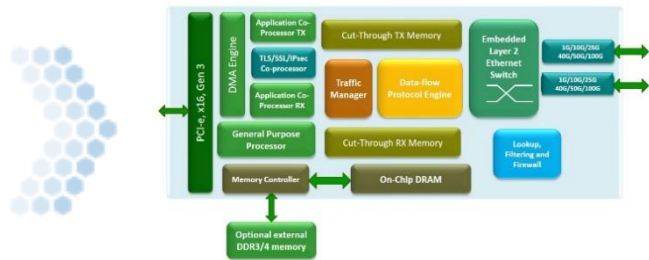 PCI-e, x16, Gen 3
DMA Engine
Application Co-
Processor TX
TLS/SSL/IPsec
Co-processor
Application Co-
Processor RX
General Purpose
Processor
Memory Controller
Optional external
DDR3/4 memory
Cut-Through TX Memory
Traffic
Manager
Data-flow
Protocol Engine
Cut-Through RX Memory
On-Chip DRAM
Embedded
Layer 2
Ethernet
Switch
1G/10G/25G
40G/50G/100G
1G/10G/25G
40G/50G/100G
Lookup,
Filtering and
Firewall